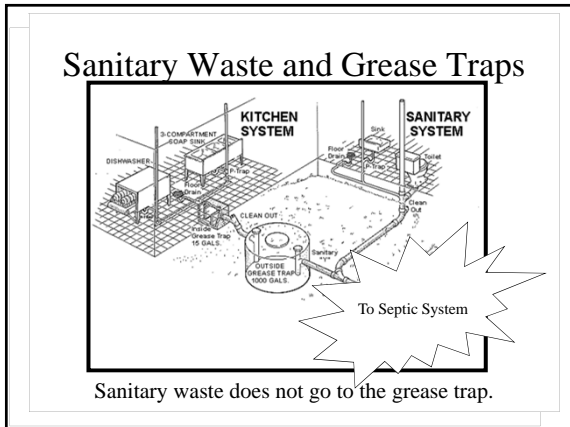 Sanitary Waste and Grease Traps
KITCHEN
SYSTEM
SANITARY
SYSTEM
3-COMPARTMENT
SOAP SINK
DISHWASHER
P-Trap
Floor
Drain
Sink
Floor
Drain
P-Trap
Toilet
Clean
Out
Inside
Grease Trap
15 GALS.
CLEAN OUT
OUTSIDE
GREASE TRAP
1000 GALS.
Sanitary
"Y"
To Septic System
Sanitary waste does not go to the grease trap.